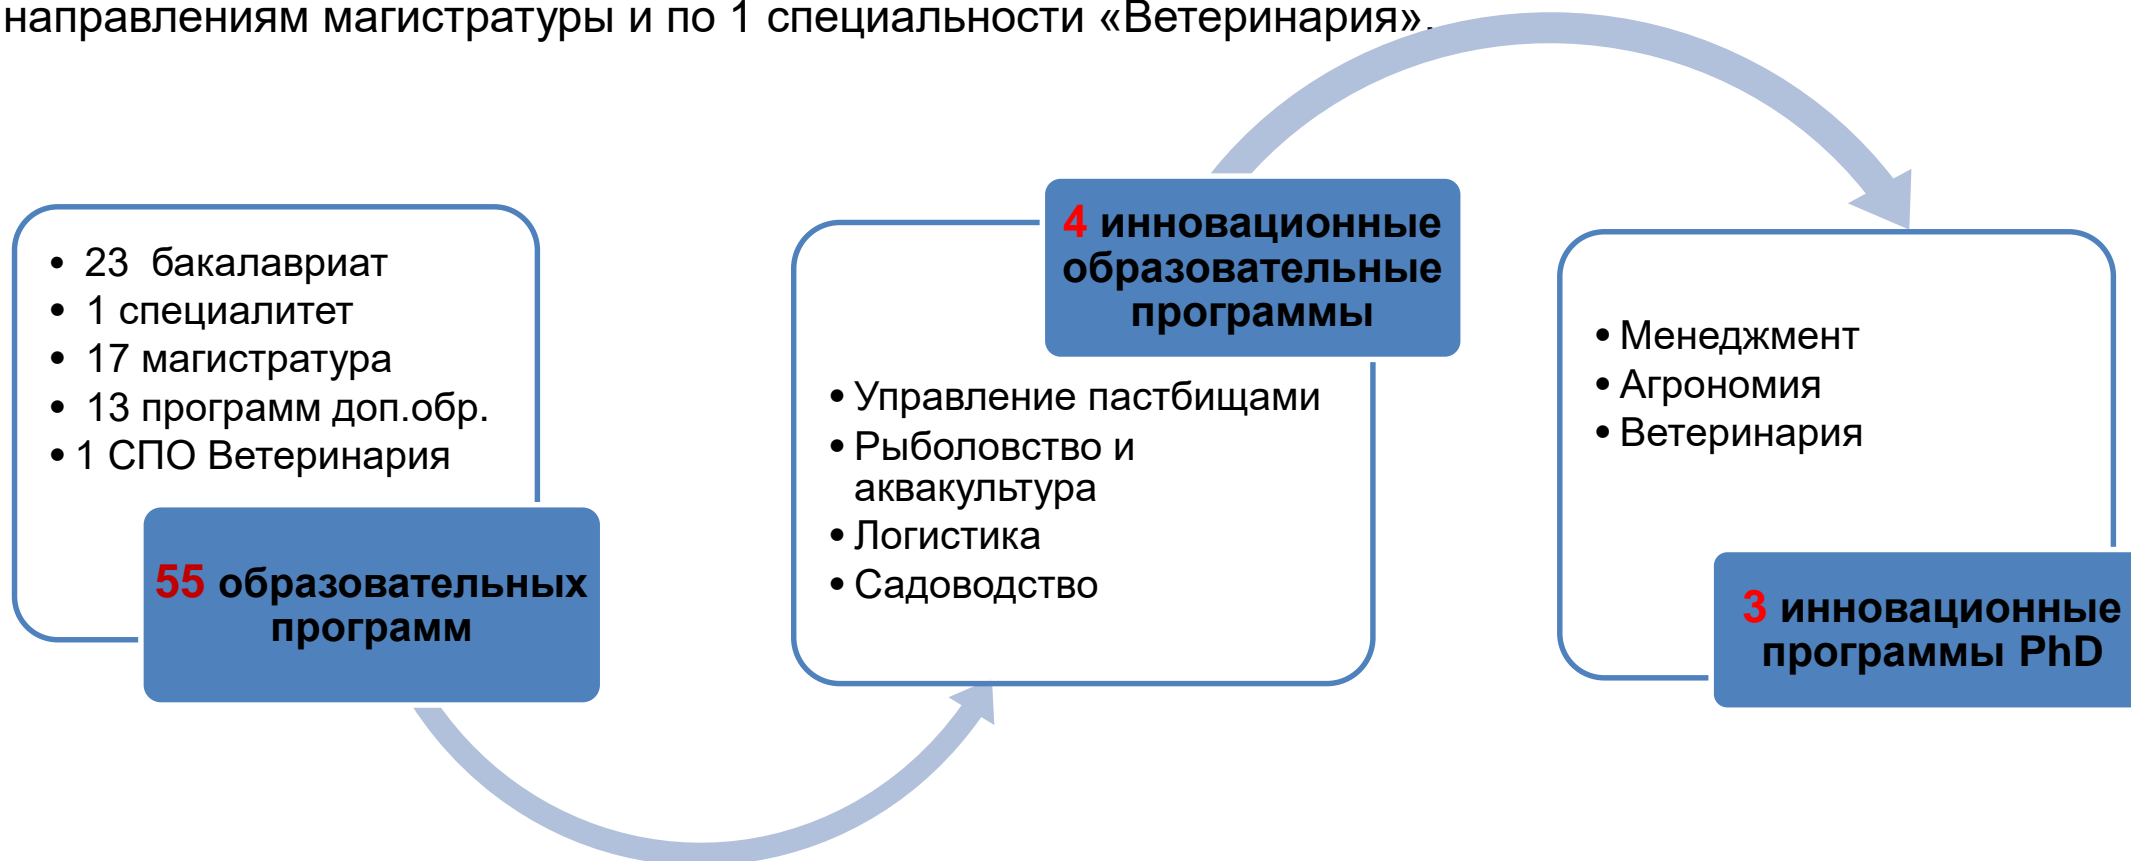 направлениям магистратуры и по 1 специальности «Ветеринария».
• 23 бакалавриат
• 1 специалитет
• 17 магистратура
• 13 программ доп.обр.
• 1 СПО Ветеринария
55 образовательных
программ
4 инновационные
образовательные
программы
• Управление пастбищами
• Рыболовство и
аквакультура
• Логистика
• Садоводство
• Менеджмент
• Агрономия
• Ветеринария
3 инновационные
программы PhD